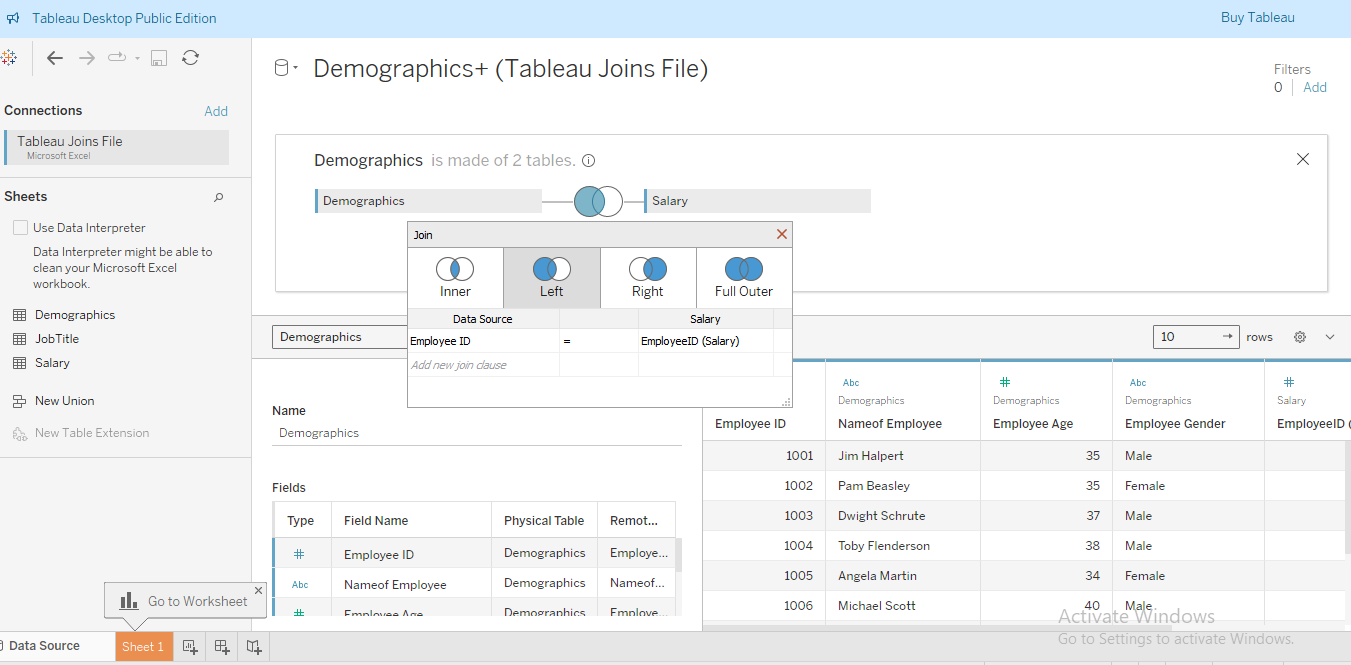 Tableau Desktop Public Edition
Buy Tableau
Demographics+ (Tableau Joins File)
Filters
0 Add
Connections Add
Tableau Joins File
Microsoft Excel
Sheets
Use Data Interpreter
Data Interpreter might be able to
clean your Microsoft Excel
workbook.
Demographics
JobTitle
Salary
New Union
New Table Extension
Demographics is made of 2 tables.
Demographics Salary
Join
Inner Left Right Full Outer
Data Source Salary
Employee ID = EmployeeID (Salary)
Add new join clause
Demographics
10 → rows
Name
Demographics
Fields
Type Field Name Physical Table Remot...
# Employee ID Demographics Employe...
Abc Nameof Employee Demographics Nameof...
# Employee Age Demographics Employe...
Abc # Abc #
Demographics Demographics Demographics Salary
Employee ID Nameof Employee Employee Age Employee Gender EmployeeID (
1001 Jim Halpert 35 Male
1002 Pam Beasley 35 Female
1003 Dwight Schrute 37 Male
1004 Toby Flenderson 38 Male
1005 Angela Martin 34 Female
1006 Michael Scott 40 Male
Activate Windows
Go to Settings to activate Windows.
Go to Worksheet
Data Source Sheet 1